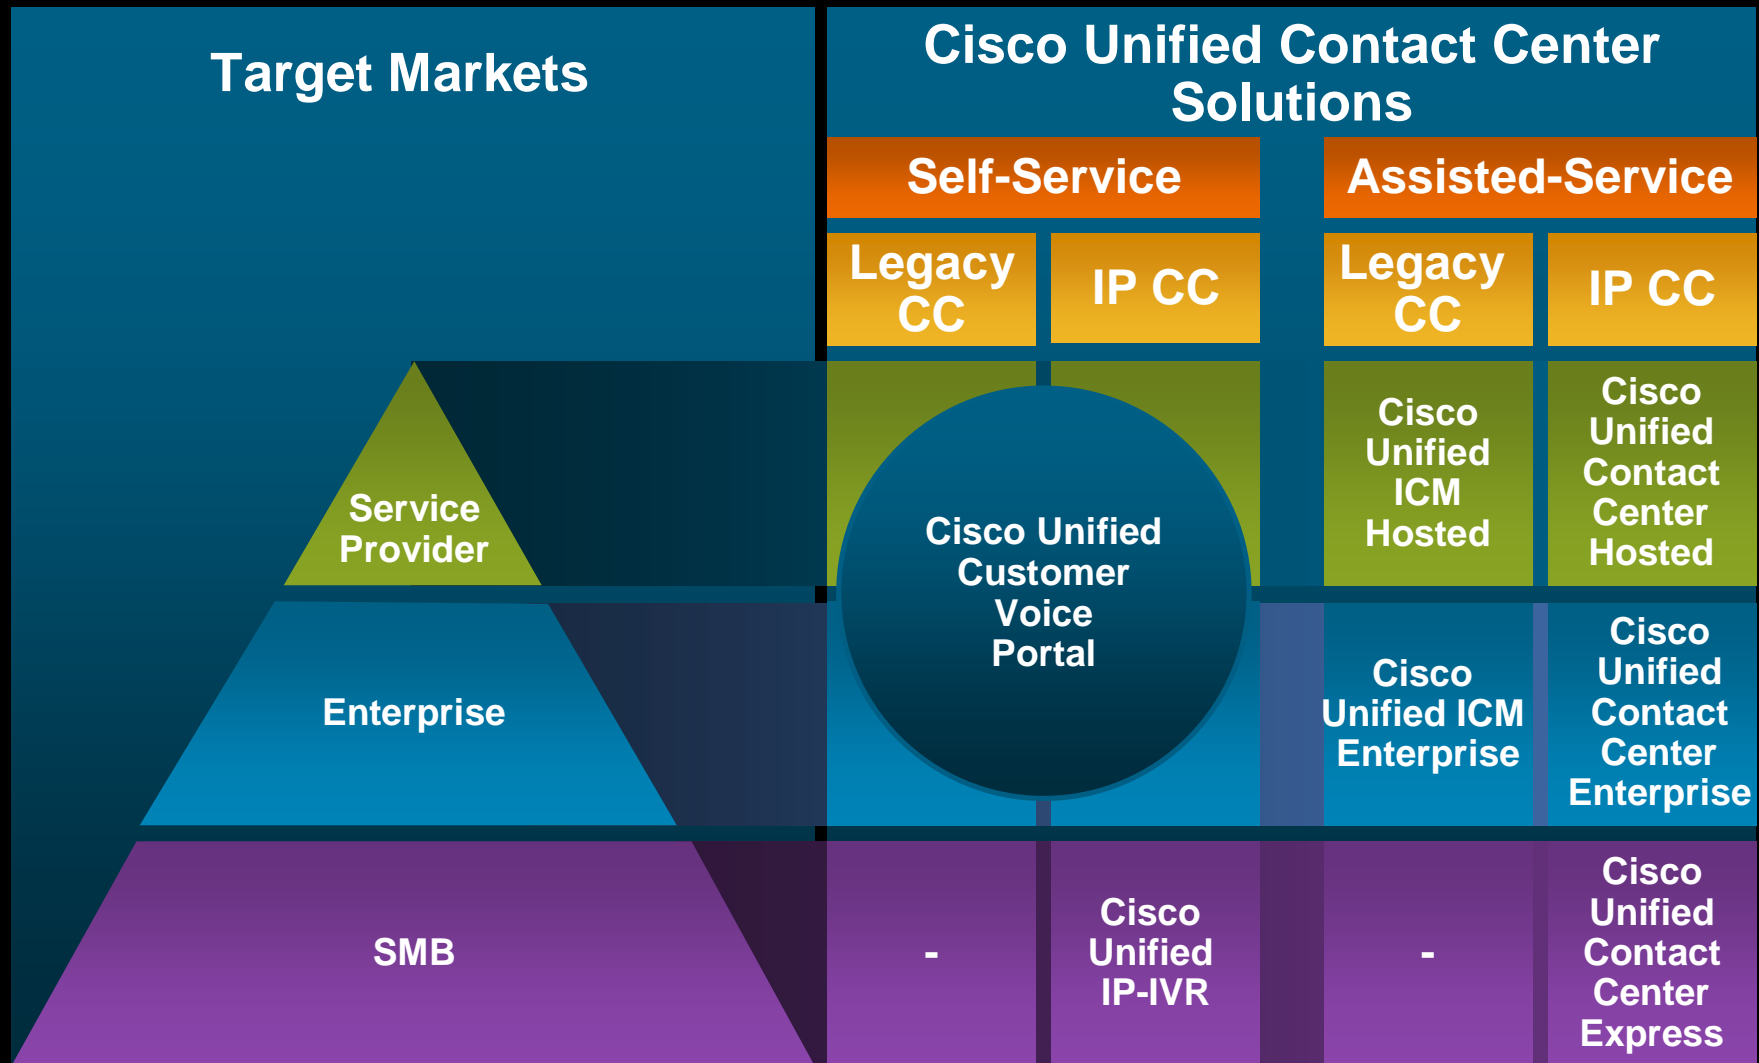 Target Markets
Cisco Unified Contact Center
Solutions
Self-Service
Assisted-Service
Legacy
CC
IP CC
Legacy
CC
IP CC
Service
Provider
Cisco Unified
Customer
Voice
Portal
Cisco
Unified
ICM
Hosted
Cisco
Unified
Contact
Center
Hosted
Enterprise
Cisco
Unified ICM
Enterprise
Cisco
Unified
Contact
Center
Enterprise
SMB
-
Cisco
Unified
IP-IVR
-
Cisco
Unified
Contact
Center
Express